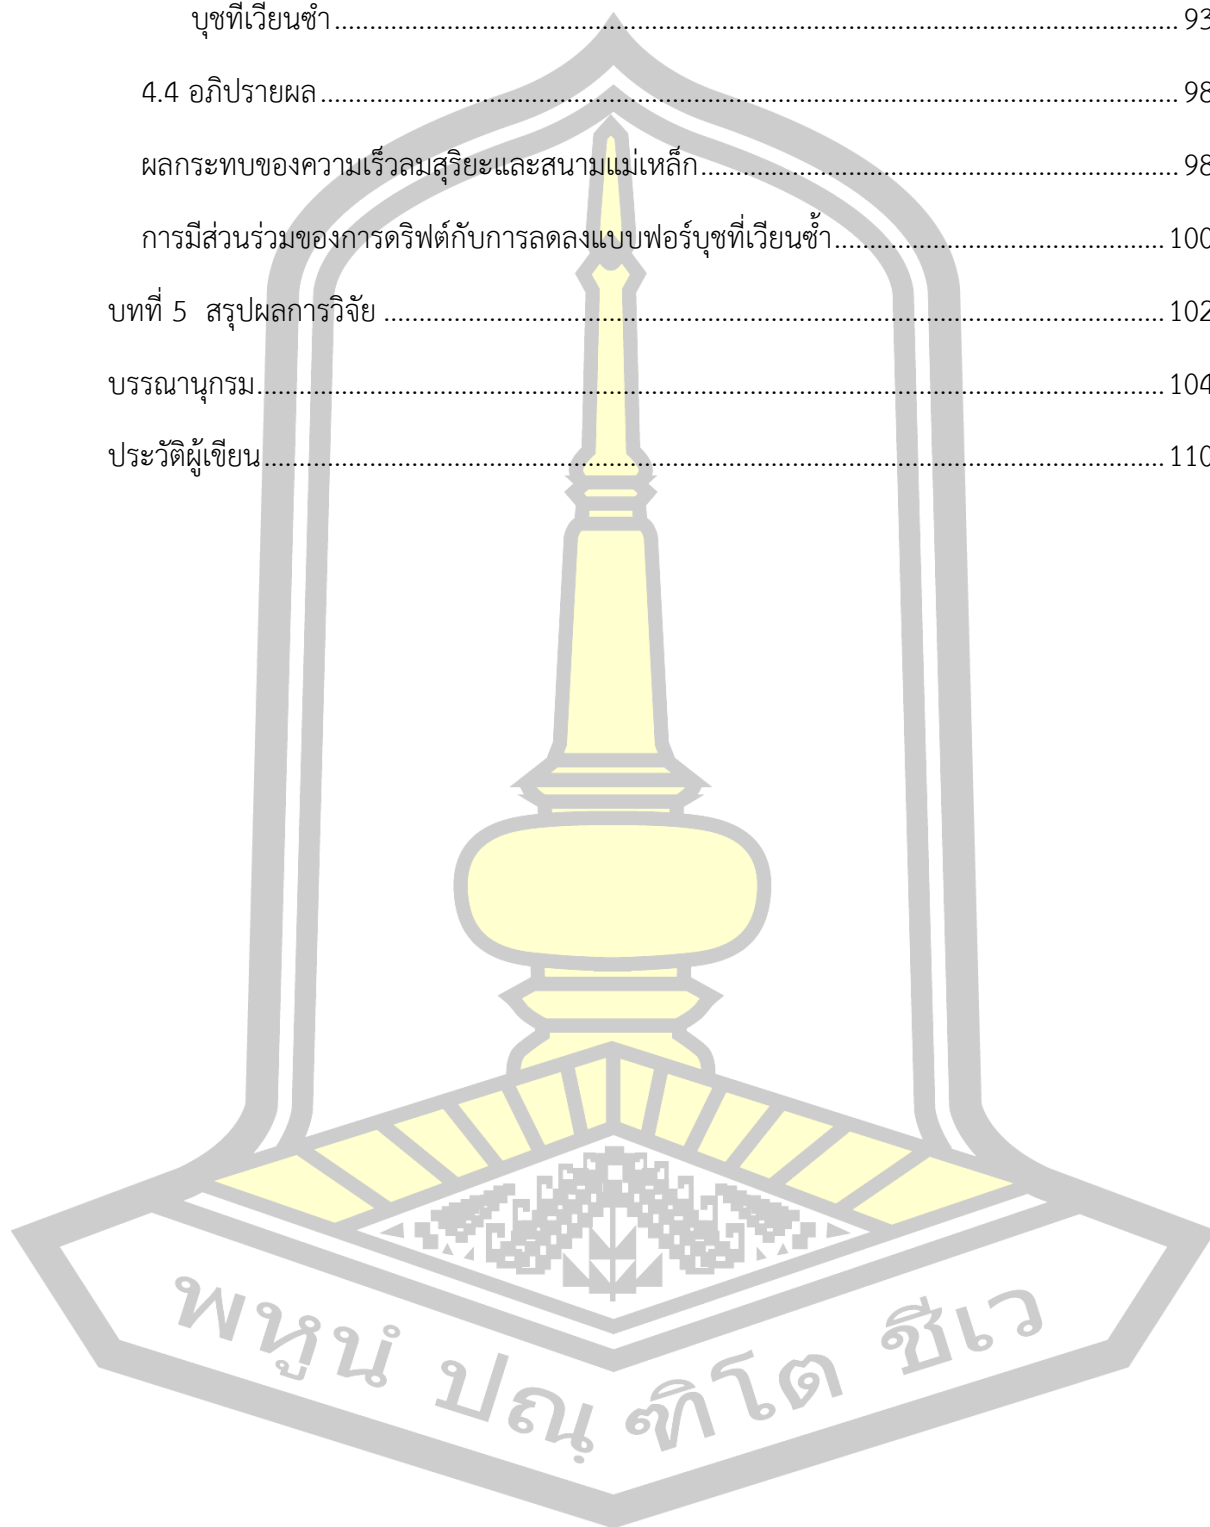 บุชที่เวียนซ้ำ ........ 93
4.4 อภิปรายผล ........ 98
ผลกระทบของความเร็วลมสุริยะและสนามแม่เหล็ก ........ 98
การมีส่วนร่วมของการดริฟต์กับการลดลงแบบฟอร์บุชที่เวียนซ้ำ ........ 100
บทที่ 5 สรุปผลการวิจัย ........ 102
บรรณานุกรม ........ 104
ประวัติผู้เขียน ........ 110
พหูนํ ปณฺฑิโต ชีเว